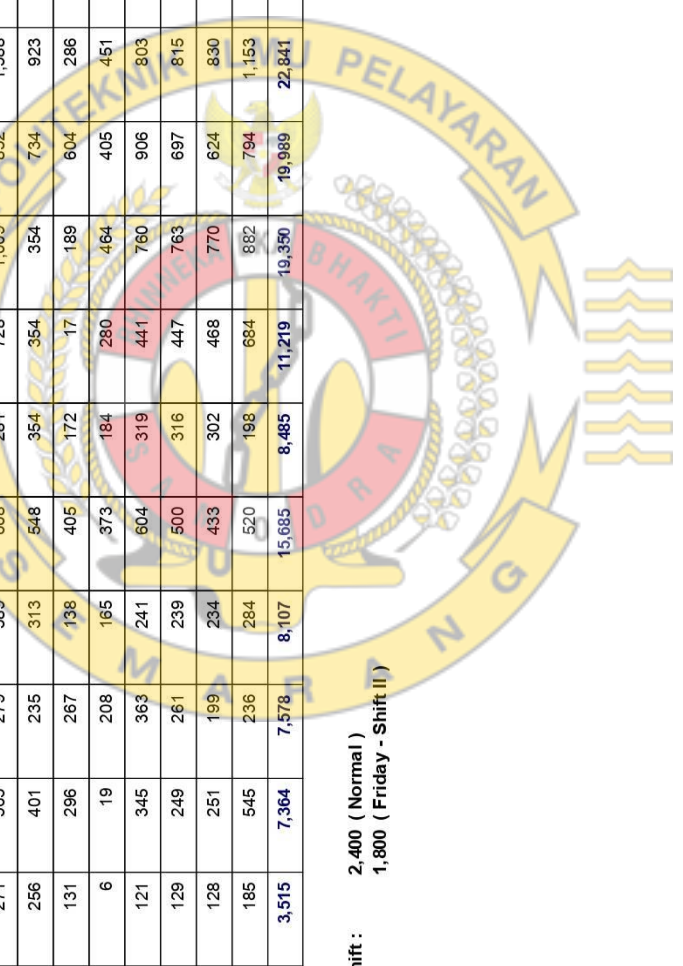 256 401 235 313 548 354 354 354 734 923
131 296 267 138 405 172 17 189 604 286
6 19 208 165 373 184 280 464 405 451
121 345 363 241 604 319 441 760 906 803
129 249 261 239 500 316 447 763 697 815
128 251 199 234 433 302 468 770 624 830
185 545 236 284 520 198 684 882 794 1,153
3,515 7,364 7,578 8,107 15,685 8,485 11,219 19,350 19,989 22,841
: 2,400 ( Normal )
1,800 ( Friday - Shift II )
POLITEKNIK ILMU PELAYARAN
SEMARANG
BHINNEKA EKA BHAKTI
SAMUDRA